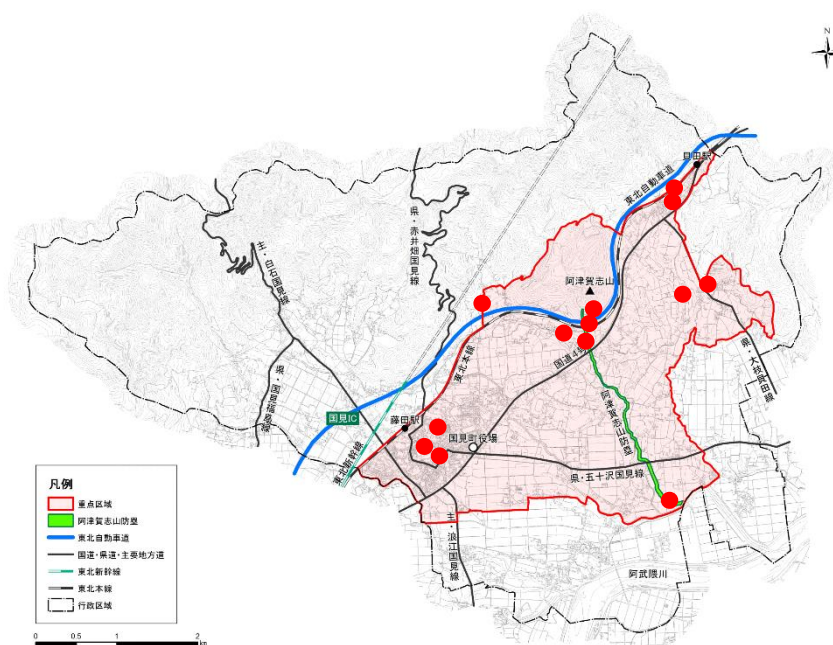 N
貝田駅
東北自動車道
県・赤井畑国見線
主・白石国見線
阿津賀志山
東北本線
国道4号
県・大枝貝田線
県・国見福島線
国見IC
藤田駅
国見町役場
阿津賀志山防塁
東北新幹線
県・五十沢国見線
主・浪江国見線
阿武隈川
凡例
重点区域
阿津賀志山防塁
東北自動車道
国道・県道・主要地方道
東北新幹線
東北本線
行政区域
0 0.5 1 2
km